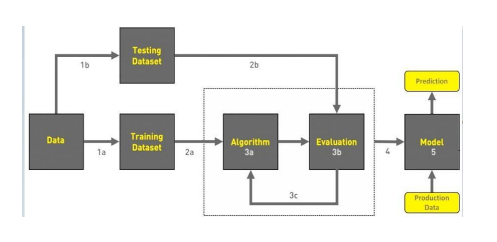 Testing
Dataset
1b
2b
Prediction
Data
1a
Training
Dataset
2a
Algorithm
3a
Evaluation
3b
4
Model
5
3c
Production
Data